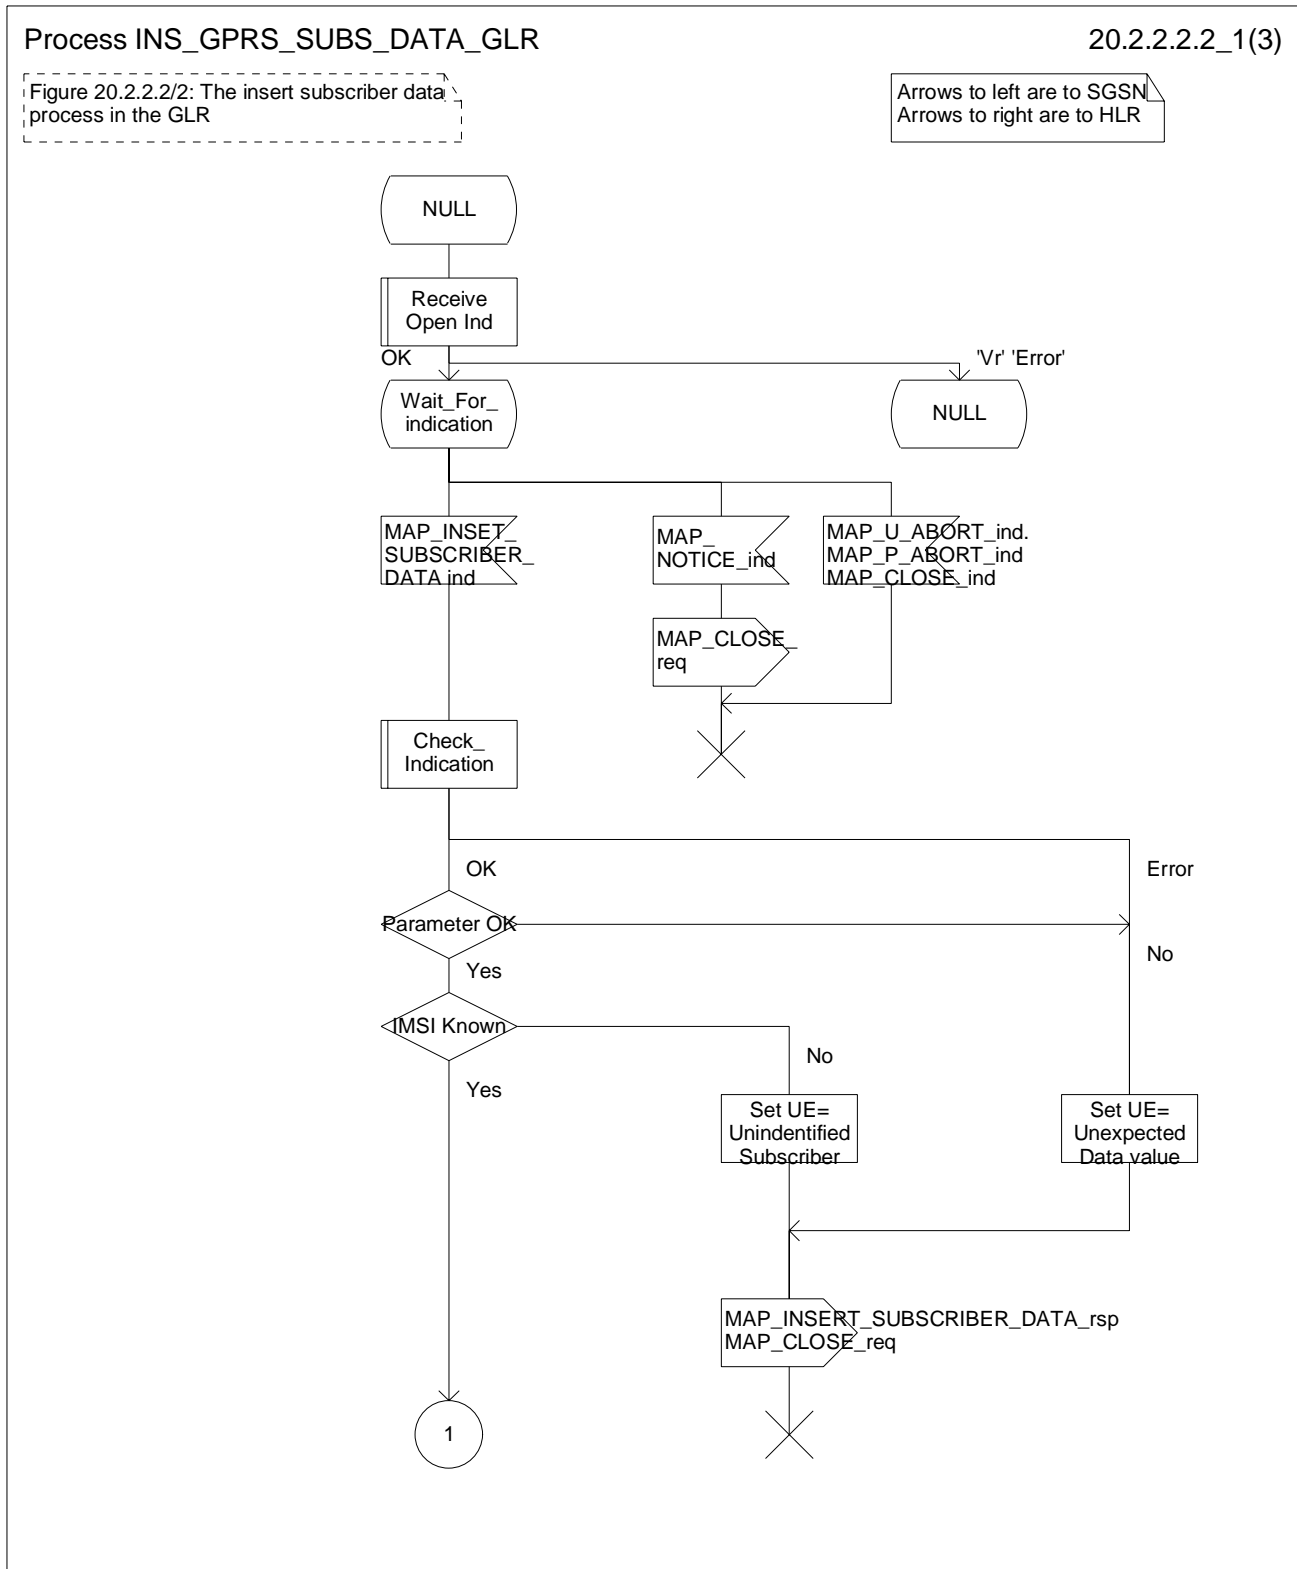 Process INS_GPRS_SUBS_DATA_GLR
20.2.2.2.2_1(3)
Figure 20.2.2.2/2: The insert subscriber data
process in the GLR
Arrows to left are to SGSN
Arrows to right are to HLR
NULL
Receive
Open Ind
OK
'Vr' 'Error'
Wait_For_
indication
NULL
MAP_INSET_
SUBSCRIBER_
DATA ind
MAP_
NOTICE_ind
MAP_U_ABORT_ind.
MAP_P_ABORT_ind
MAP_CLOSE_ind
MAP_CLOSE_
req
Check_
Indication
OK
Error
Parameter OK
No
Yes
IMSI Known
No
Yes
Set UE=
Unindentified
Subscriber
Set UE=
Unexpected
Data value
MAP_INSERT_SUBSCRIBER_DATA_rsp
MAP_CLOSE_req
1